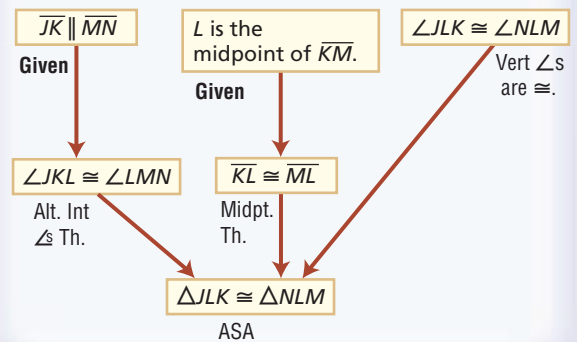 JK ∥ MN
Given
L is the
midpoint of KM.
Given
∠JLK ≅ ∠NLM
Vert ∠s
are ≅.
∠JKL ≅ ∠LMN
Alt. Int
∠s Th.
KL ≅ ML
Midpt.
Th.
△JLK ≅ △NLM
ASA